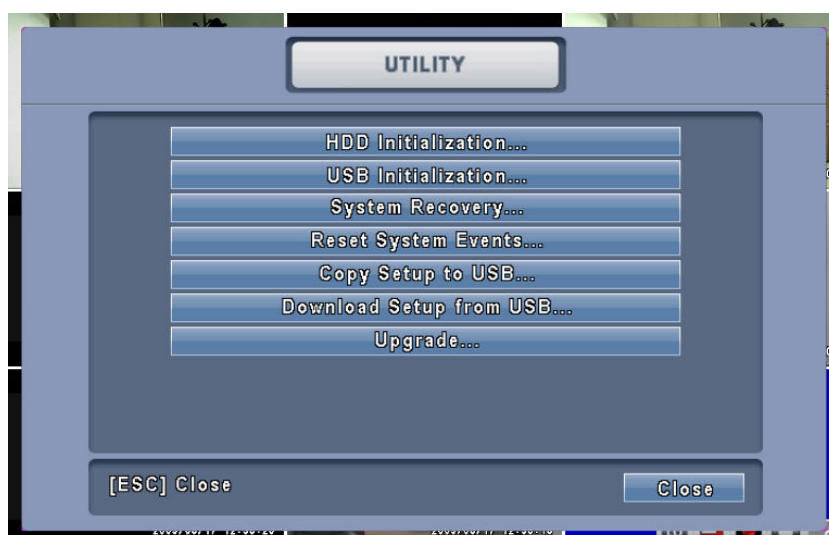 UTILITY
HDD Initialization...
USB Initialization...
System Recovery...
Reset System Events...
Copy Setup to USB...
Download Setup from USB...
Upgrade...
[ESC] Close
Close